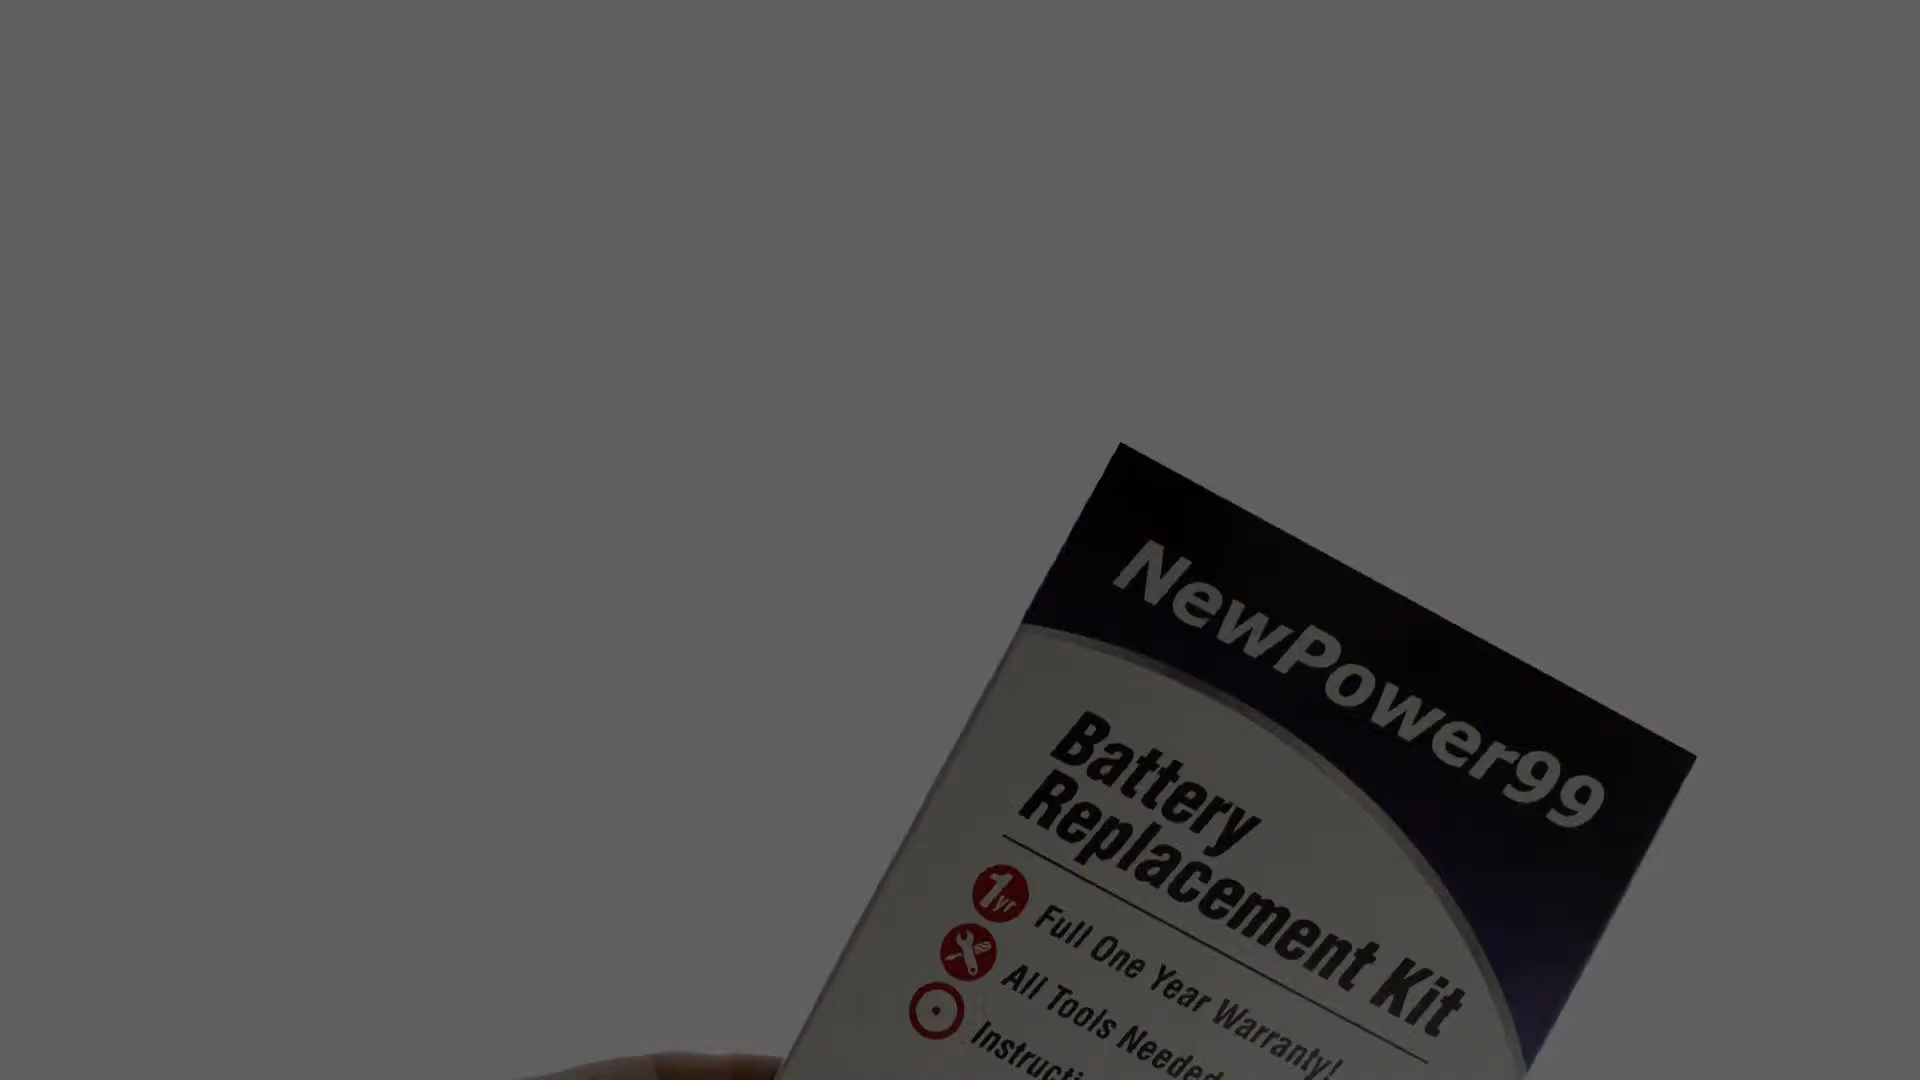 NewPower99
Battery
Replacement Kit
1yr Full One Year Warranty!
All Tools Needed